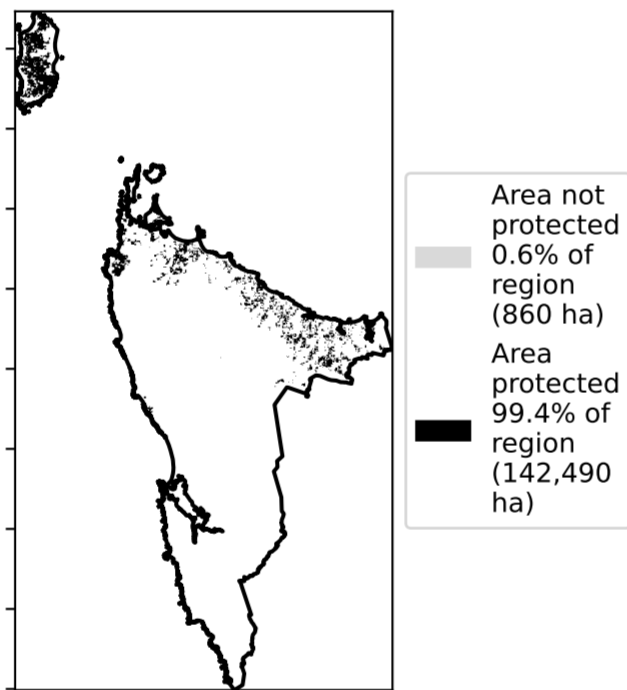 Area not
protected
0.6% of
region
(860 ha)
Area
protected
99.4% of
region
(142,490
ha)